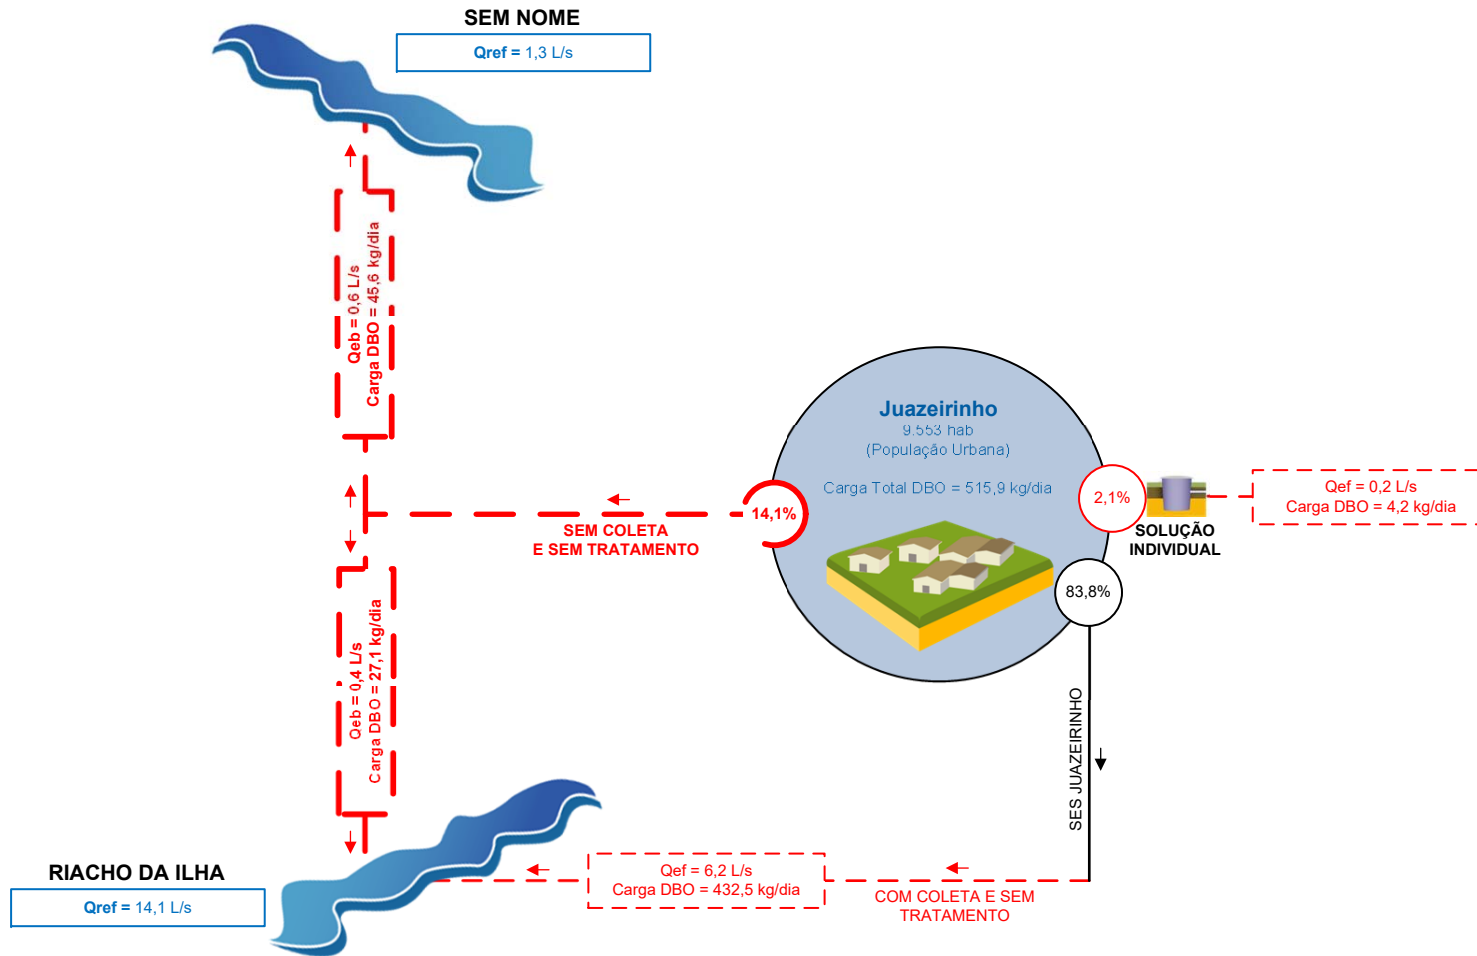 SEM NOME
Qref = 1,3 L/s
Qeb = 0,6 L/s
Carga DBO = 45,6 kg/dia
Juazeirinho
9.553 hab
(População Urbana)
Carga Total DBO = 515,9 kg/dia
14,1%
SEM COLETA
E SEM TRATAMENTO
2,1%
SOLUÇÃO
INDIVIDUAL
Qef = 0,2 L/s
Carga DBO = 4,2 kg/dia
83,8%
SES JUAZEIRINHO
Qeb = 0,4 L/s
Carga DBO = 27,1 kg/dia
RIACHO DA ILHA
Qref = 14,1 L/s
Qef = 6,2 L/s
Carga DBO = 432,5 kg/dia
COM COLETA E SEM
TRATAMENTO